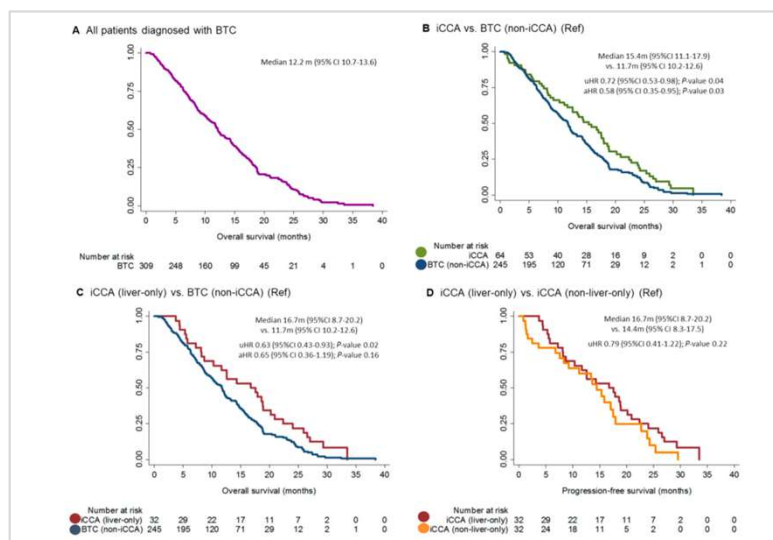 A All patients diagnosed with BTC
Median 12.2 m (95% CI 10.7-13.6)
1.00
0.75
0.50
0.25
0.00
0 5 10 15 20 25 30 35 40
Overall survival (months)
Number at risk
BTC 309 248 160 99 45 21 4 1 0
B iCCA vs. BTC (non-iCCA) (Ref)
Median 15.4m (95%CI 11.1-17.9)
vs. 11.7m (95% CI 10.2-12.6)
uHR 0.72 (95%CI 0.53-0.98); P-value 0.04
aHR 0.58 (95% CI 0.35-0.95); P-value 0.03
1.00
0.75
0.50
0.25
0.00
0 5 10 15 20 25 30 35 40
Overall survival (months)
Number at risk
iCCA 64 53 40 28 16 9 2 0 0
BTC (non-iCCA) 245 195 120 71 29 12 2 1 0
C iCCA (liver-only) vs. BTC (non-iCCA) (Ref)
Median 16.7m (95%CI 8.7-20.2)
vs. 11.7m (95% CI 10.2-12.6)
uHR 0.63 (95%CI 0.43-0.93); P-value 0.02
aHR 0.65 (95% CI 0.36-1.19); P-value 0.16
1.00
0.75
0.50
0.25
0.00
0 5 10 15 20 25 30 35 40
Overall survival (months)
Number at risk
iCCA (liver-only) 32 29 22 17 11 7 2 0 0
BTC (non-iCCA) 245 195 120 71 29 12 2 1 0
D iCCA (liver-only) vs. iCCA (non-liver-only) (Ref)
Median 16.7m (95%CI 8.7-20.2)
vs. 14.4m (95% CI 8.3-17.5)
uHR 0.79 (95%CI 0.41-1.22); P-value 0.22
1.00
0.75
0.50
0.25
0.00
0 5 10 15 20 25 30 35 40
Progression-free survival (months)
Number at risk
iCCA (liver-only) 32 29 22 17 11 7 2 0 0
iCCA (non-liver-only) 32 24 18 11 5 2 0 0 0